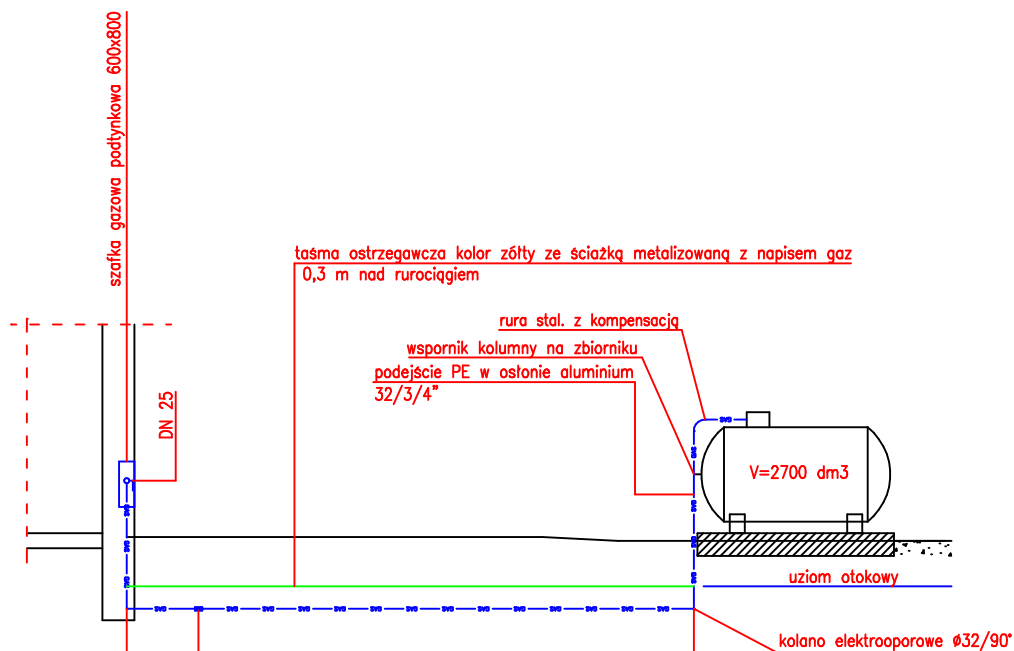 szafka gazowa podtynkowa 600x800
taśma ostrzegawcza kolor zółty ze ściażką metalizowaną z napisem gaz
0,3 m nad rurociągiem
rura stal. z kompensacją
wspornik kolumny na zbiorniku
podejście PE w osłonie aluminium
32/3/4"
DN 25
V=2700 dm3
uziom otokowy
kolano elektrooporowe Ø32/90°